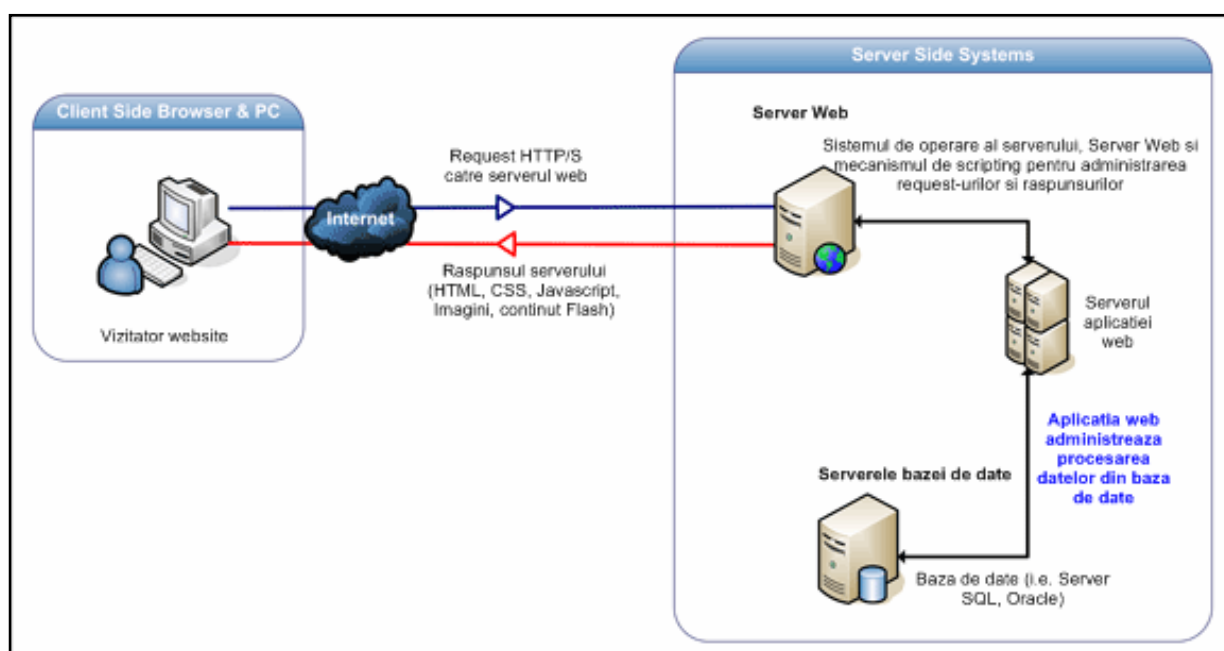 Server Side Systems
Client Side Browser & PC
Server Web
Sistemul de operare al serverului, Server Web si
mecanismul de scripting pentru administrarea
request-urilor si raspunsurilor
Request HTTP/S
catre serverul web
Internet
Raspunsul serverului
(HTML, CSS, Javascript,
Imagini, continut Flash)
Vizitator website
Serverul
aplicatiei
web
Aplicatia web
administreaza
procesarea
datelor din baza
de date
Serverele bazei de date
Baza de date (i.e. Server
SQL, Oracle)